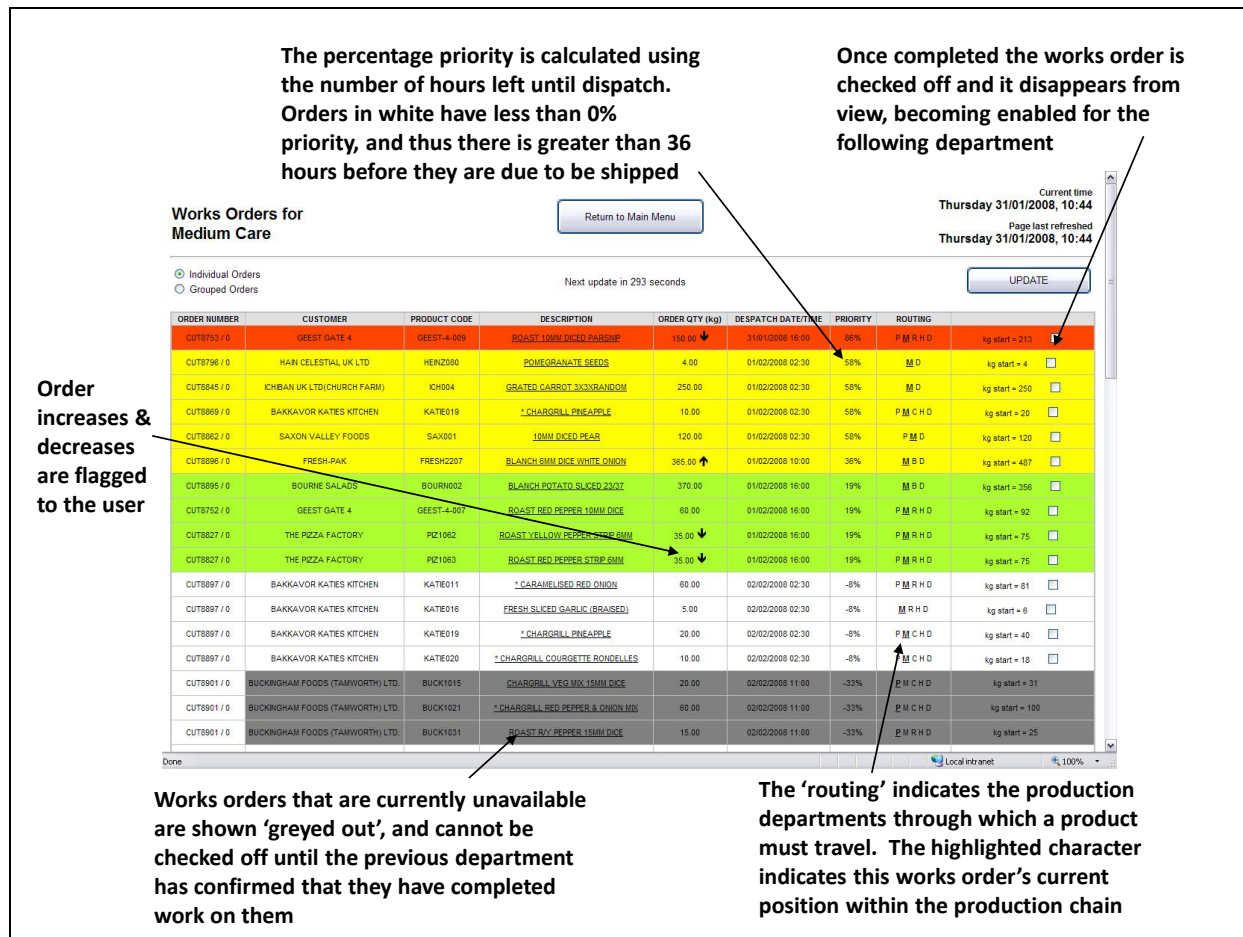 The percentage priority is calculated using
the number of hours left until dispatch.
Orders in white have less than 0%
priority, and thus there is greater than 36
hours before they are due to be shipped
Once completed the works order is
checked off and it disappears from
view, becoming enabled for the
following department
Works Orders for
Medium Care
Return to Main Menu
Current time
Thursday 31/01/2008, 10:44
Page last refreshed
Thursday 31/01/2008, 10:44
Individual Orders
Grouped Orders
Next update in 293 seconds
UPDATE
ORDER NUMBER CUSTOMER PRODUCT CODE DESCRIPTION ORDER QTY (kg) DESPATCH DATE/TIME PRIORITY ROUTING
CUT8753 / 0 GEEST GATE 4 GEEST-4-009 ROAST 10MM DICED PARSNIP 150.00 31/01/2008 16:00 86% P M R H D kg start = 213
CUT8796 / 0 HAIN CELESTIAL UK LTD HEINZ080 POMEGRANATE SEEDS 4.00 01/02/2008 02:30 58% M D kg start = 4
CUT8845 / 0 ICHIBAN UK LTD(CHURCH FARM) ICH004 GRATED CARROT 3X3XRANDOM 250.00 01/02/2008 02:30 58% M D kg start = 250
CUT8869 / 0 BAKKAVOR KATIES KITCHEN KATIE019 * CHARGRILL PINEAPPLE 10.00 01/02/2008 02:30 58% P M C H D kg start = 20
CUT8862 / 0 SAXON VALLEY FOODS SAX001 10MM DICED PEAR 120.00 01/02/2008 02:30 58% P M D kg start = 120
CUT8896 / 0 FRESH-PAK FRESH2207 BLANCH 6MM DICE WHITE ONION 365.00 01/02/2008 10:00 36% M B D kg start = 487
CUT8895 / 0 BOURNE SALADS BOURN002 BLANCH POTATO SLICED 23/37 370.00 01/02/2008 16:00 19% M B D kg start = 356
CUT8752 / 0 GEEST GATE 4 GEEST-4-007 ROAST RED PEPPER 10MM DICE 60.00 01/02/2008 16:00 19% P M R H D kg start = 92
CUT8827 / 0 THE PIZZA FACTORY PIZ1062 ROAST YELLOW PEPPER STRIP 6MM 35.00 01/02/2008 16:00 19% P M R H D kg start = 75
CUT8827 / 0 THE PIZZA FACTORY PIZ1063 ROAST RED PEPPER STRIP 6MM 35.00 01/02/2008 16:00 19% P M R H D kg start = 75
CUT8897 / 0 BAKKAVOR KATIES KITCHEN KATIE011 * CARAMELISED RED ONION 60.00 02/02/2008 02:30 -8% P M R H D kg start = 81
CUT8897 / 0 BAKKAVOR KATIES KITCHEN KATIE016 FRESH SLICED GARLIC (BRAISED) 5.00 02/02/2008 02:30 -8% M R H D kg start = 6
CUT8897 / 0 BAKKAVOR KATIES KITCHEN KATIE019 * CHARGRILL PINEAPPLE 20.00 02/02/2008 02:30 -8% P M C H D kg start = 40
CUT8897 / 0 BAKKAVOR KATIES KITCHEN KATIE020 * CHARGRILL COURGETTE RONDELLES 10.00 02/02/2008 02:30 -8% P M C H D kg start = 18
CUT8901 / 0 BUCKINGHAM FOODS (TAMWORTH) LTD. BUCK1015 CHARGRILL VEG MIX 15MM DICE 20.00 02/02/2008 11:00 -33% P M C H D kg start = 31
CUT8901 / 0 BUCKINGHAM FOODS (TAMWORTH) LTD. BUCK1021 * CHARGRILL RED PEPPER & ONION MIX 60.00 02/02/2008 11:00 -33% P M C H D kg start = 100
CUT8901 / 0 BUCKINGHAM FOODS (TAMWORTH) LTD. BUCK1031 ROAST R/Y PEPPER 15MM DICE 15.00 02/02/2008 11:00 -33% P M R H D kg start = 25
Done Local intranet 100%
Order
increases &
decreases
are flagged
to the user
Works orders that are currently unavailable
are shown ‘greyed out’, and cannot be
checked off until the previous department
has confirmed that they have completed
work on them
The ‘routing’ indicates the production
departments through which a product
must travel. The highlighted character
indicates this works order’s current
position within the production chain